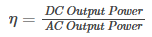 η = DC Output Power / AC Output Power